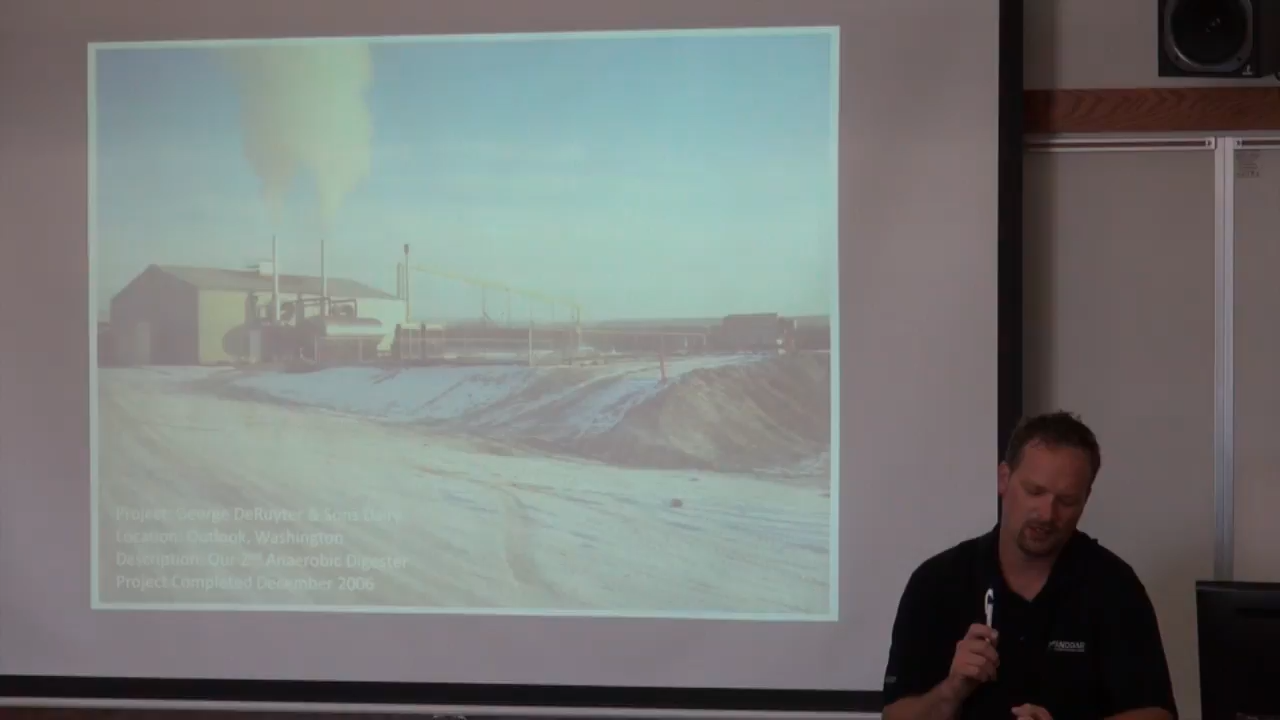 Project: George DeRuyter & Sons Dairy
Location: Outlook, Washington
Description: Our 2nd Anaerobic Digester
Project Completed December 2006